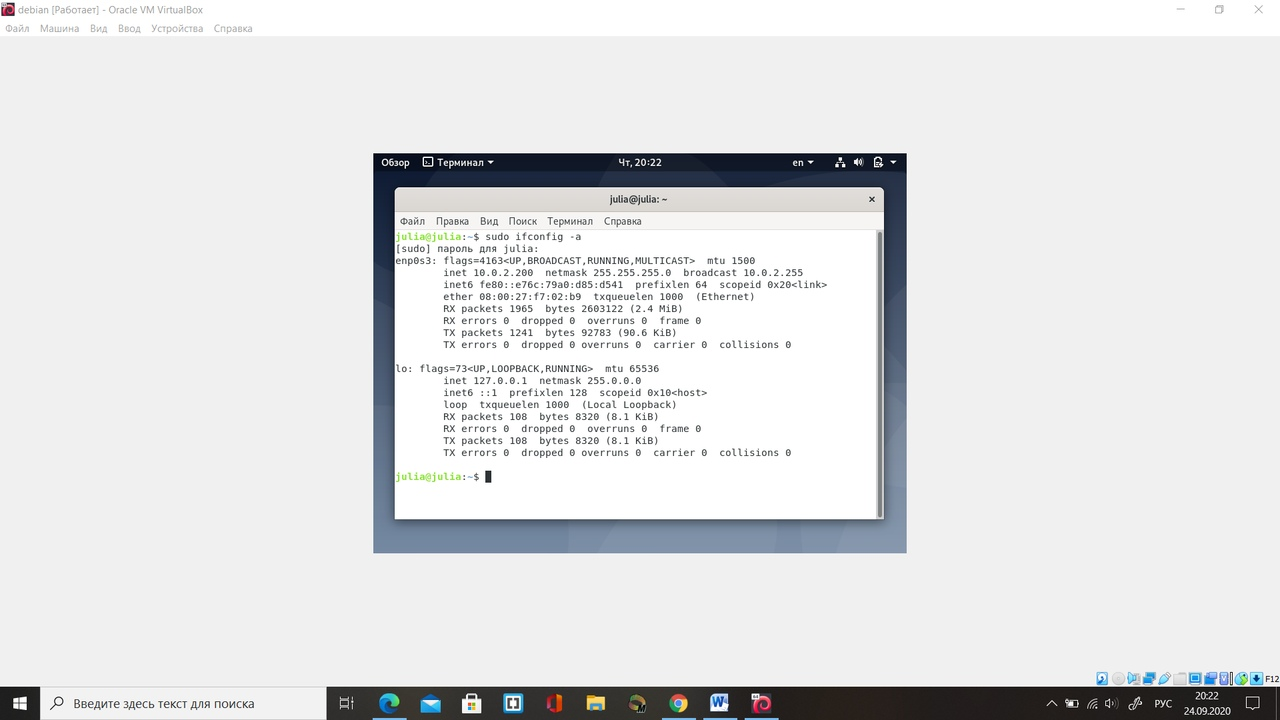 debian [Работает] - Oracle VM VirtualBox
Файл Машина Вид Ввод Устройства Справка
Обзор Терминал Чт, 20:22 en
julia@julia: ~
Файл Правка Вид Поиск Терминал Справка
julia@julia:~$ sudo ifconfig -a
[sudo] пароль для julia:
enp0s3: flags=4163<UP,BROADCAST,RUNNING,MULTICAST>  mtu 1500
inet 10.0.2.200  netmask 255.255.255.0  broadcast 10.0.2.255
inet6 fe80::e76c:79a0:d85:d541  prefixlen 64  scopeid 0x20<link>
ether 08:00:27:f7:02:b9  txqueuelen 1000  (Ethernet)
RX packets 1965  bytes 2603122 (2.4 MiB)
RX errors 0  dropped 0  overruns 0  frame 0
TX packets 1241  bytes 92783 (90.6 KiB)
TX errors 0  dropped 0 overruns 0  carrier 0  collisions 0
lo: flags=73<UP,LOOPBACK,RUNNING>  mtu 65536
inet 127.0.0.1  netmask 255.0.0.0
inet6 ::1  prefixlen 128  scopeid 0x10<host>
loop  txqueuelen 1000  (Local Loopback)
RX packets 108  bytes 8320 (8.1 KiB)
RX errors 0  dropped 0  overruns 0  frame 0
TX packets 108  bytes 8320 (8.1 KiB)
TX errors 0  dropped 0 overruns 0  carrier 0  collisions 0
julia@julia:~$
F12
Введите здесь текст для поиска
РУС
20:22
24.09.2020